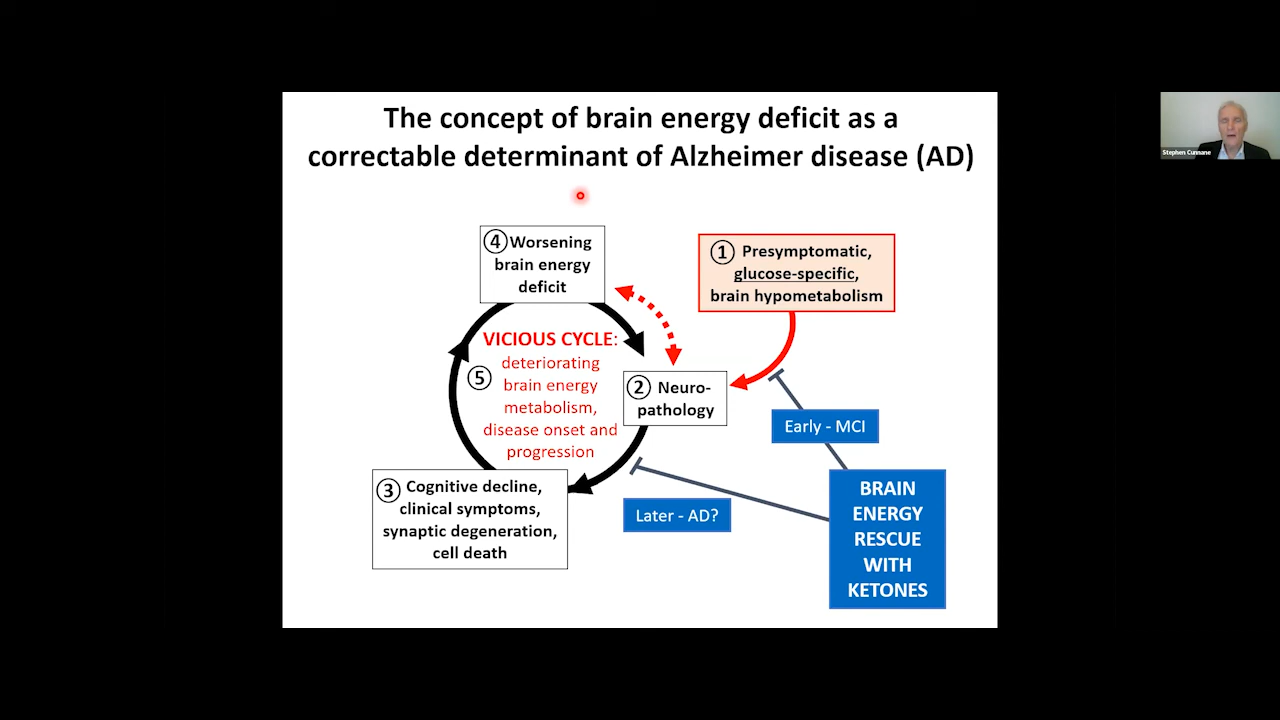 The concept of brain energy deficit as a
correctable determinant of Alzheimer disease (AD)
④ Worsening
brain energy
deficit
① Presymptomatic,
glucose-specific,
brain hypometabolism
VICIOUS CYCLE:
⑤ deteriorating
brain energy
metabolism,
disease onset and
progression
② Neuro-
pathology
Early - MCI
③ Cognitive decline,
clinical symptoms,
synaptic degeneration,
cell death
Later - AD?
BRAIN
ENERGY
RESCUE
WITH
KETONES
Stephen Cunnane